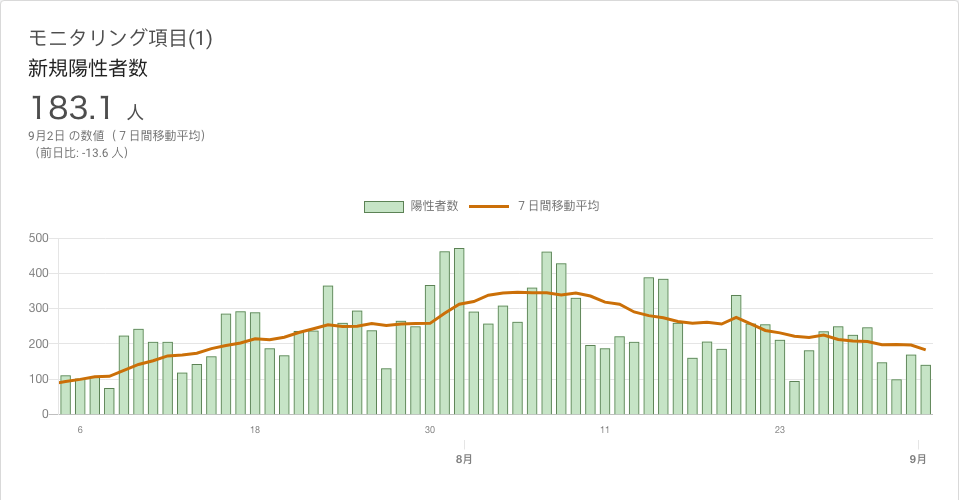 モニタリング項目(1)
新規陽性者数
183.1 人
9月2日 の数値（７日間移動平均）
（前日比: -13.6 人）
陽性者数 ７日間移動平均
500
400
300
200
100
0
6 18 30 11 23
8月 9月